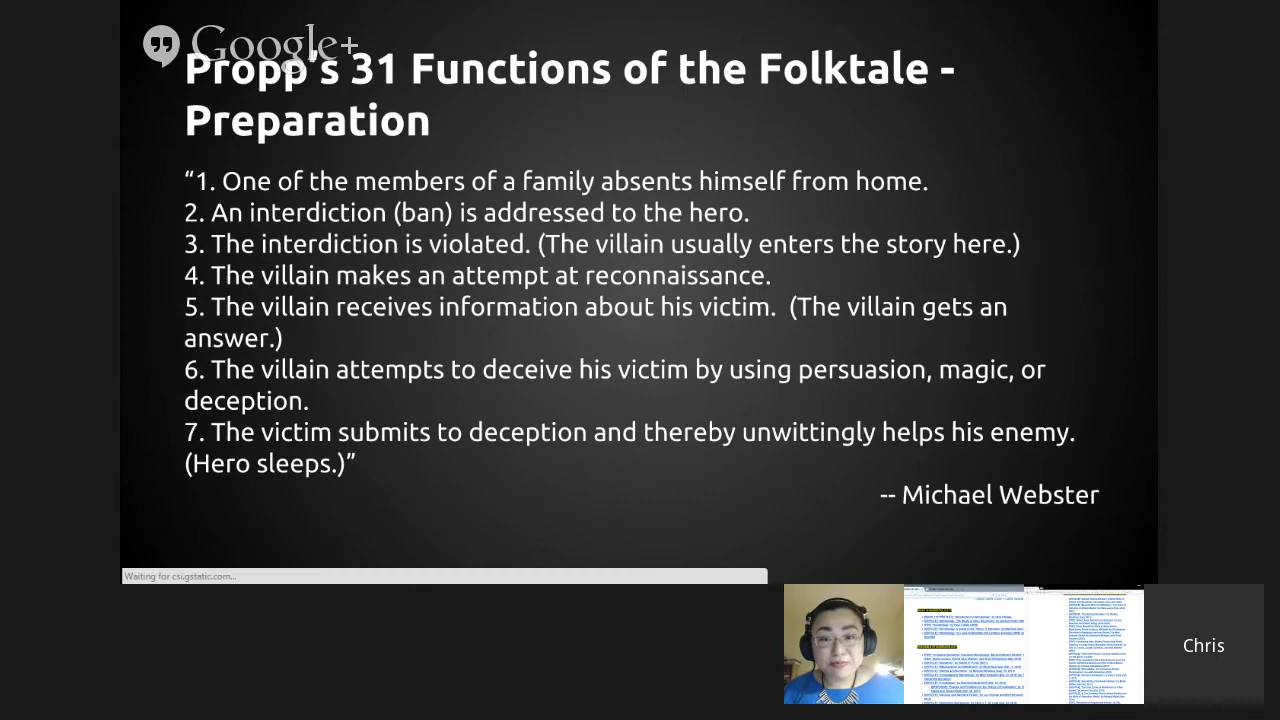 Google+
Propp's 31 Functions of the Folktale -
Preparation
“1. One of the members of a family absents himself from home.
2. An interdiction (ban) is addressed to the hero.
3. The interdiction is violated. (The villain usually enters the story here.)
4. The villain makes an attempt at reconnaissance.
5. The villain receives information about his victim.  (The villain gets an
answer.)
6. The villain attempts to deceive his victim by using persuasion, magic, or
deception.
7. The victim submits to deception and thereby unwittingly helps his enemy.
(Hero sleeps.)”
-- Michael Webster
Waiting for csi.gstatic.com...
Chris